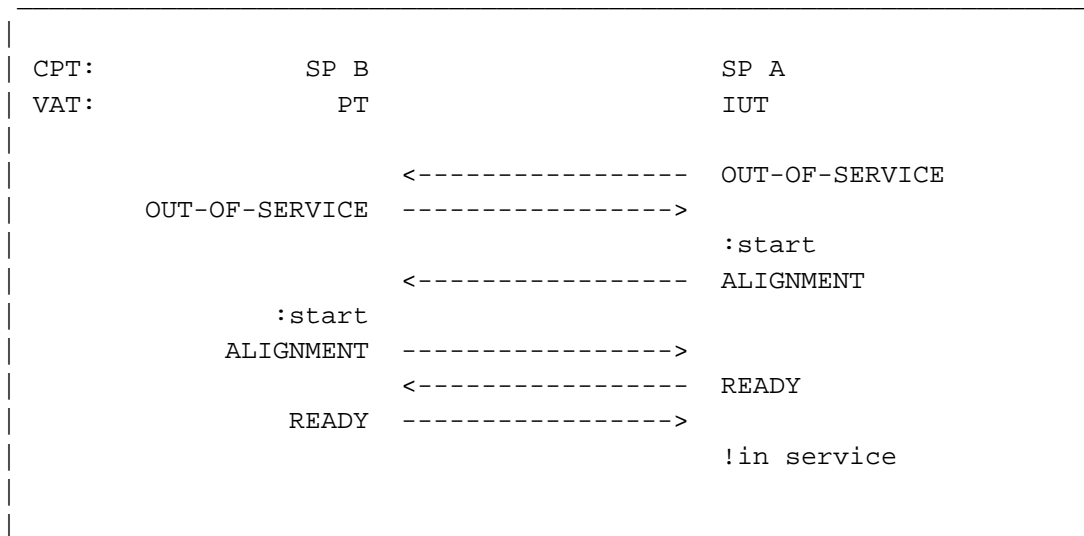 CPT: SP B SP A
VAT: PT IUT
<----------------- OUT-OF-SERVICE
OUT-OF-SERVICE ----------------->
:start
<----------------- ALIGNMENT
:start
ALIGNMENT ----------------->
<----------------- READY
READY ----------------->
!in service